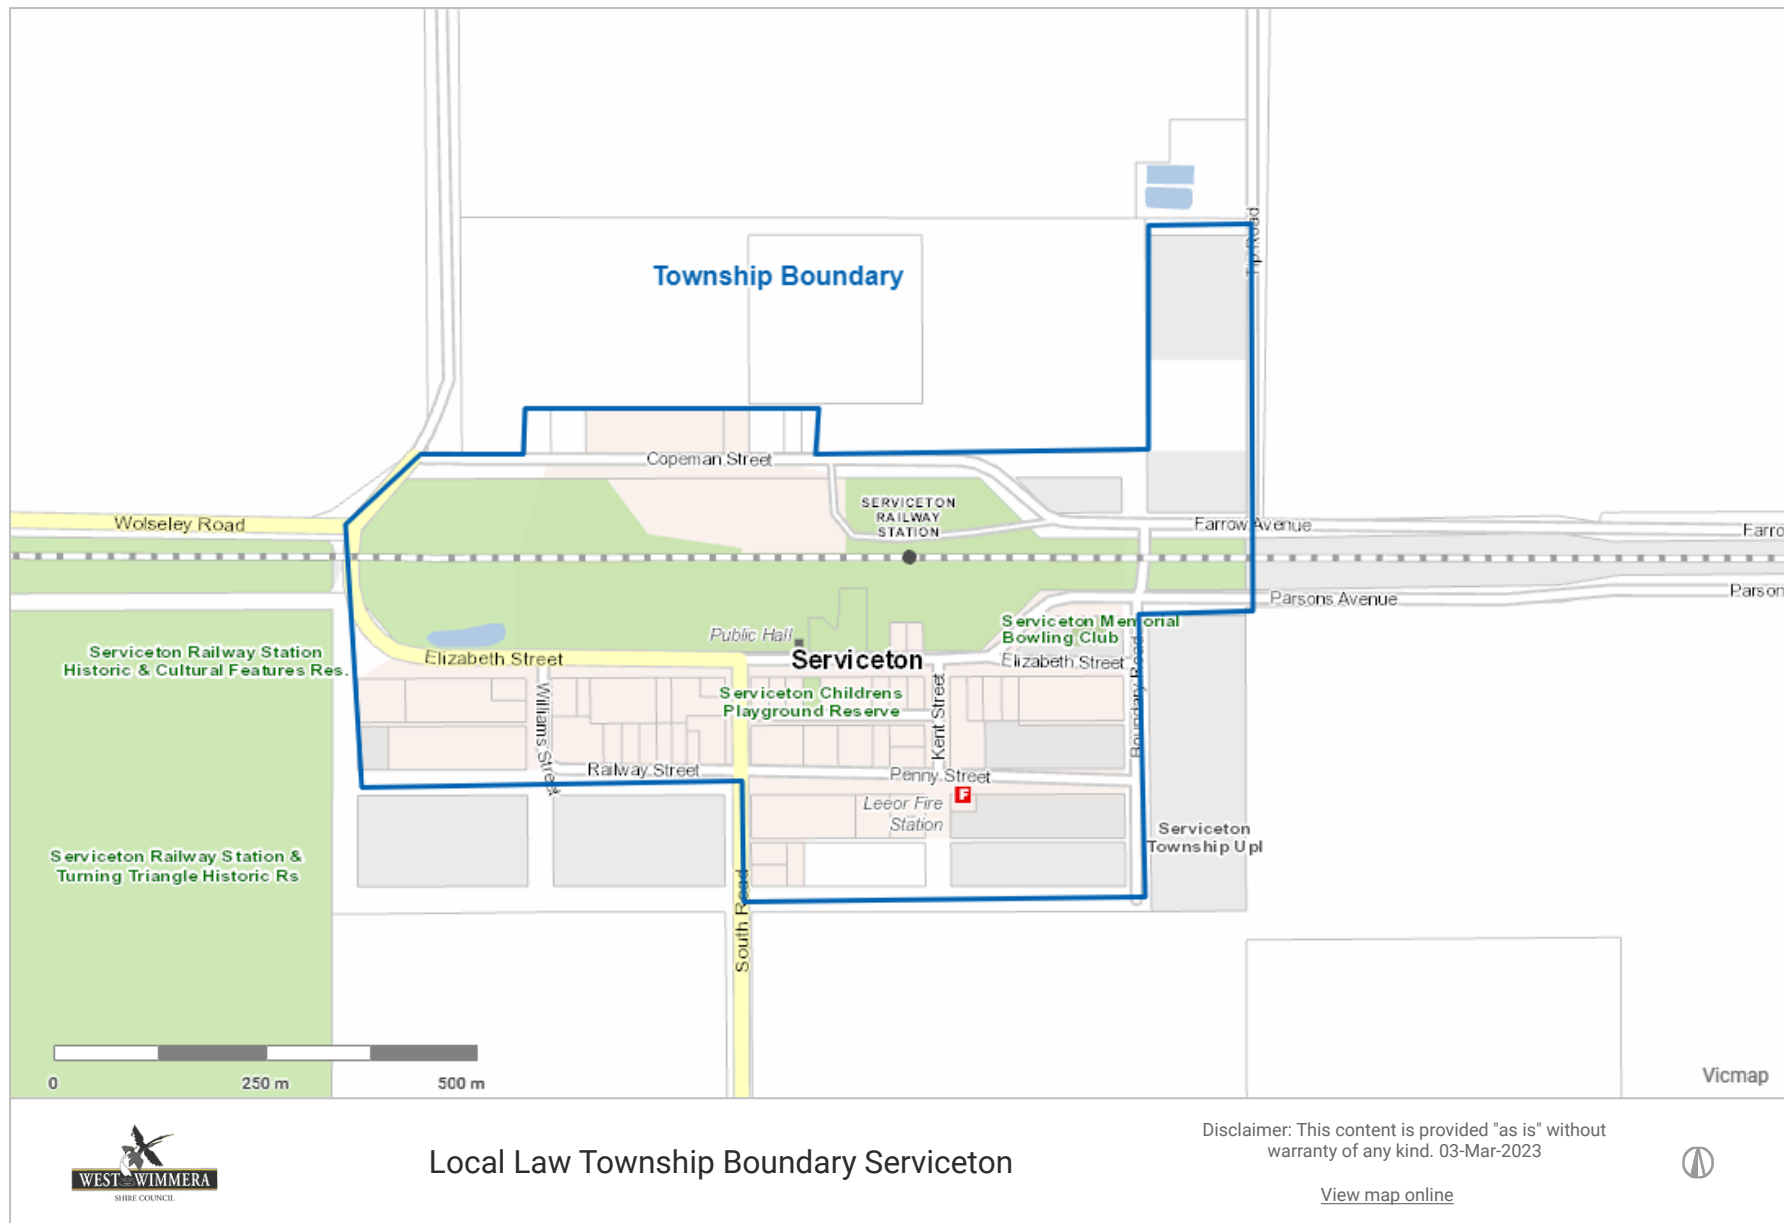 Tip Road
Township Boundary
Copeman Street
SERVICETON
RAILWAY
STATION
Wolseley Road
Farrow Avenue
Farro
Parsons Avenue
Parson
Serviceton Memorial
Bowling Club
Public Hall
Serviceton Railway Station
Historic & Cultural Features Res.
Elizabeth Street
Serviceton
Elizabeth Street
Williams Street
Serviceton Childrens
Playground Reserve
Kent Street
Boundary Road
Railway Street
Penny Street
F
Leeor Fire
Station
Serviceton
Township Upl
Serviceton Railway Station &
Turning Triangle Historic Rs
South Road
0
250 m
500 m
Vicmap
WEST WIMMERA
SHIRE COUNCIL
Local Law Township Boundary Serviceton
Disclaimer: This content is provided "as is" without
warranty of any kind. 03-Mar-2023
View map online